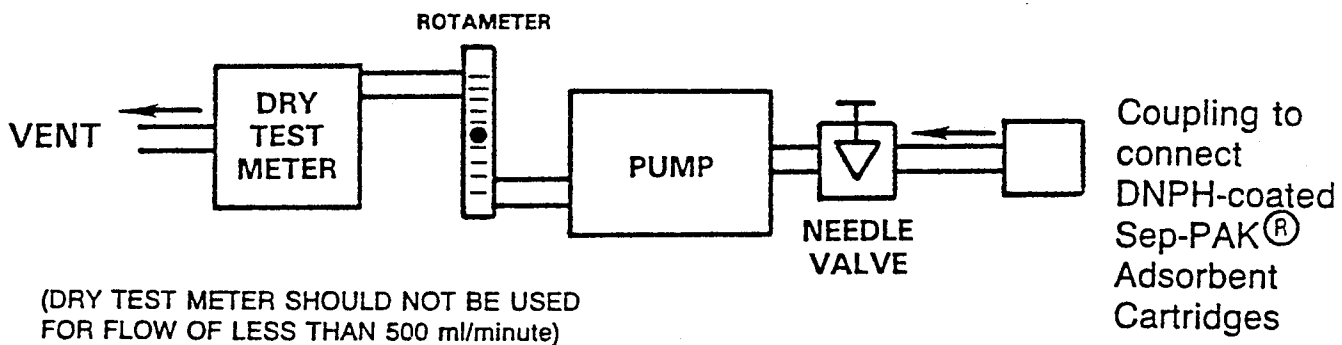 ROTAMETER
VENT
DRY
TEST
METER
PUMP
NEEDLE
VALVE
Coupling to
connect
DNPH-coated
Sep-PAK®
Adsorbent
Cartridges
(DRY TEST METER SHOULD NOT BE USED
FOR FLOW OF LESS THAN 500 ml/minute)